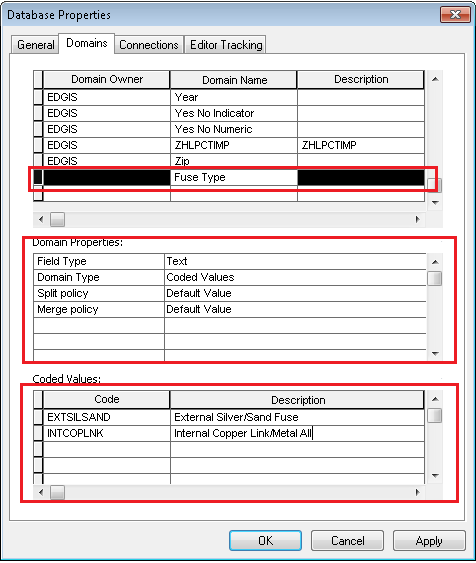 Database Properties
General Domains Connections Editor Tracking
Domain Owner Domain Name Description
EDGIS Year
EDGIS Yes No Indicator
EDGIS Yes No Numeric
EDGIS ZHLPCTIMP ZHLPCTIMP
EDGIS Zip
Fuse Type
Domain Properties:
Field Type Text
Domain Type Coded Values
Split policy Default Value
Merge policy Default Value
Coded Values:
Code Description
EXTSILSAND External Silver/Sand Fuse
INTCOPLNK Internal Copper Link/Metal All
OK Cancel Apply